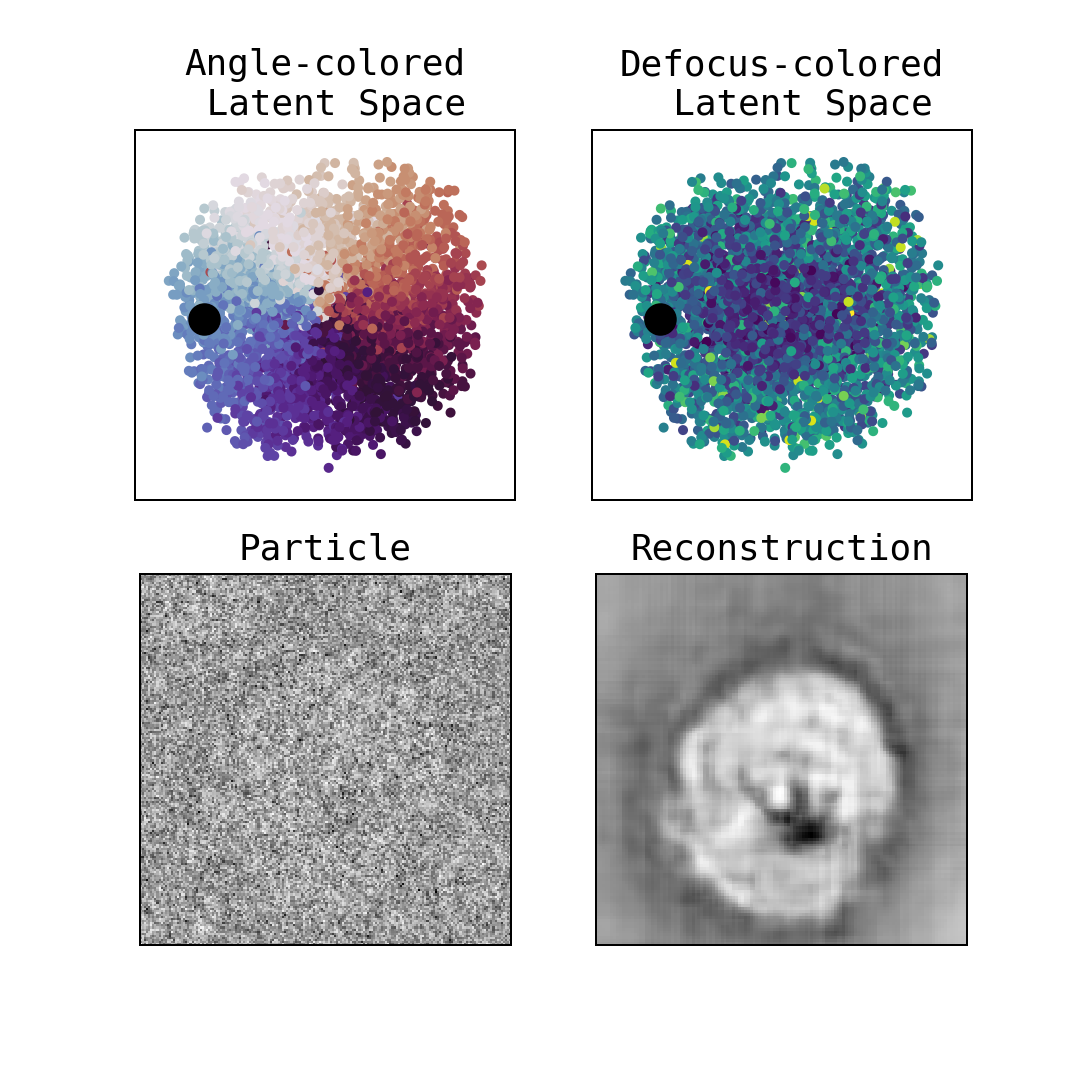 Angle-colored
Latent Space
Defocus-colored
Latent Space
Particle
Reconstruction